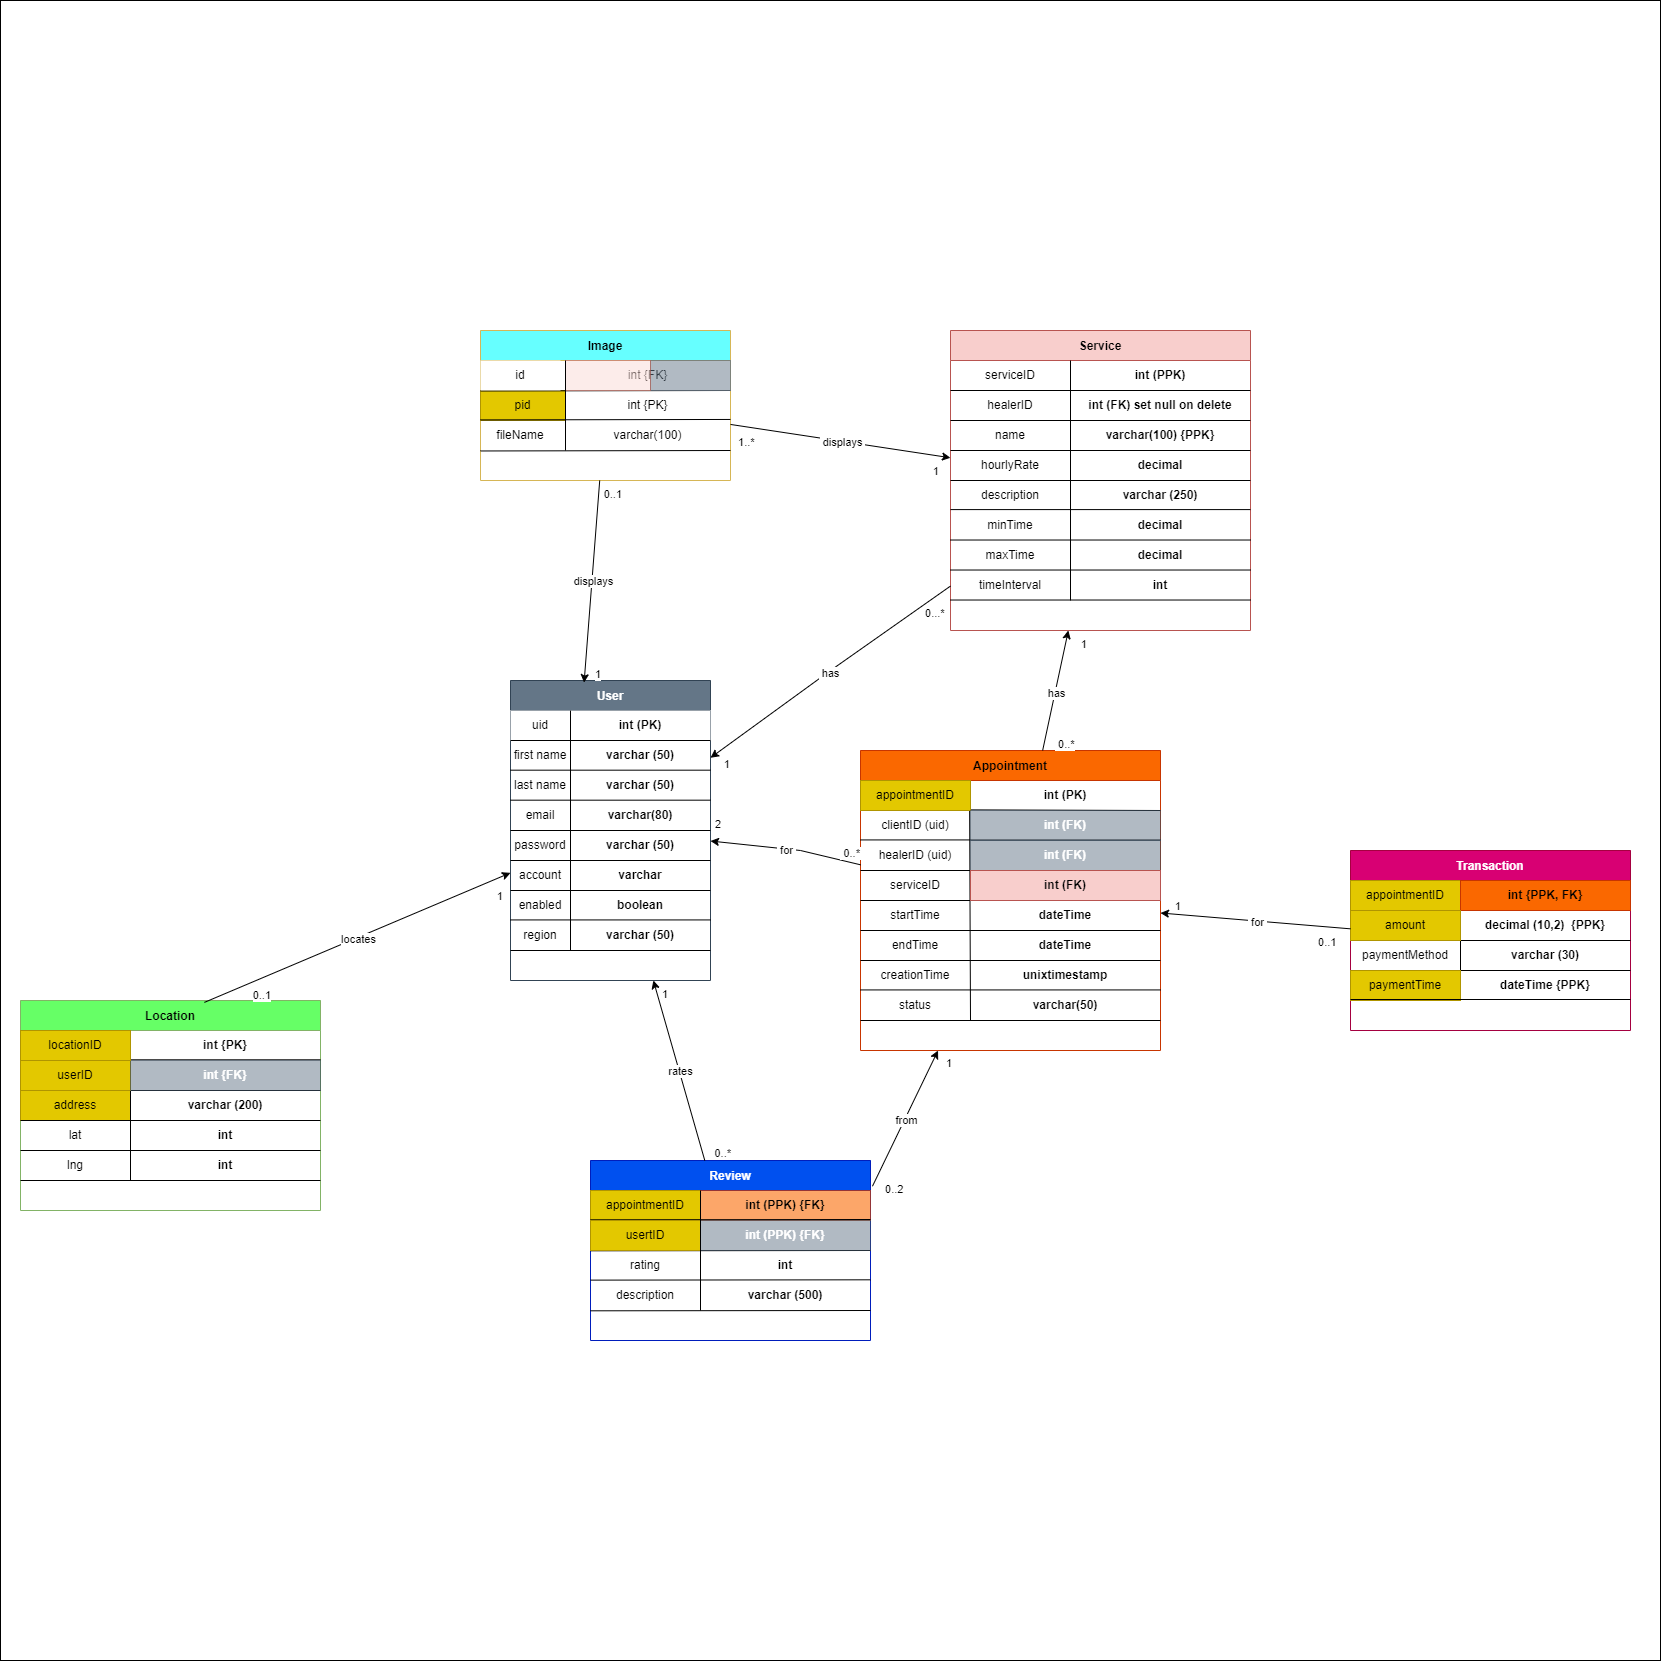 Image
id int {FK}
pid int {PK}
fileName varchar(100)
Service
serviceID int (PPK)
healerID int (FK) set null on delete
name varchar(100) {PPK}
hourlyRate decimal
description varchar (250)
minTime decimal
maxTime decimal
timeInterval int
1..*
displays
1
0..1
displays
1
0...*
has
1
1
has
0..*
User
uid int (PK)
first name varchar (50)
last name varchar (50)
email varchar(80)
password varchar (50)
account varchar
enabled boolean
region varchar (50)
2
for
0..*
Appointment
appointmentID int (PK)
clientID (uid) int (FK)
healerID (uid) int (FK)
serviceID int (FK)
startTime dateTime
endTime dateTime
creationTime unixtimestamp
status varchar(50)
1
for
0..1
Transaction
appointmentID int {PPK, FK}
amount decimal (10,2) {PPK}
paymentMethod varchar (30)
paymentTime dateTime {PPK}
1
locates
0..1
Location
locationID int {PK}
userID int {FK}
address varchar (200)
lat int
lng int
1
rates
0..*
1
from
0..2
Review
appointmentID int (PPK) {FK}
usertID int (PPK) {FK}
rating int
description varchar (500)